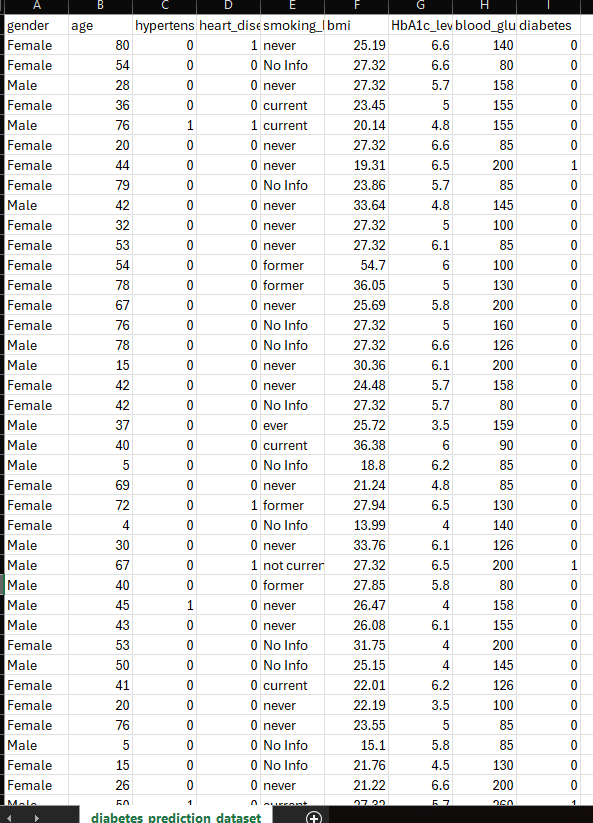 A B C D E F G H I
gender age hypertens heart_dise smoking_l bmi HbA1c_lev blood_glu diabetes
Female 80 0 1 never 25.19 6.6 140 0
Female 54 0 0 No Info 27.32 6.6 80 0
Male 28 0 0 never 27.32 5.7 158 0
Female 36 0 0 current 23.45 5 155 0
Male 76 1 1 current 20.14 4.8 155 0
Female 20 0 0 never 27.32 6.6 85 0
Female 44 0 0 never 19.31 6.5 200 1
Female 79 0 0 No Info 23.86 5.7 85 0
Male 42 0 0 never 33.64 4.8 145 0
Female 32 0 0 never 27.32 5 100 0
Female 53 0 0 never 27.32 6.1 85 0
Female 54 0 0 former 54.7 6 100 0
Female 78 0 0 former 36.05 5 130 0
Female 67 0 0 never 25.69 5.8 200 0
Female 76 0 0 No Info 27.32 5 160 0
Male 78 0 0 No Info 27.32 6.6 126 0
Male 15 0 0 never 30.36 6.1 200 0
Female 42 0 0 never 24.48 5.7 158 0
Female 42 0 0 No Info 27.32 5.7 80 0
Male 37 0 0 ever 25.72 3.5 159 0
Male 40 0 0 current 36.38 6 90 0
Male 5 0 0 No Info 18.8 6.2 85 0
Female 69 0 0 never 21.24 4.8 85 0
Female 72 0 1 former 27.94 6.5 130 0
Female 4 0 0 No Info 13.99 4 140 0
Male 30 0 0 never 33.76 6.1 126 0
Male 67 0 1 not curren 27.32 6.5 200 1
Male 40 0 0 former 27.85 5.8 80 0
Male 45 1 0 never 26.47 4 158 0
Male 43 0 0 never 26.08 6.1 155 0
Female 53 0 0 No Info 31.75 4 200 0
Male 50 0 0 No Info 25.15 4 145 0
Female 41 0 0 current 22.01 6.2 126 0
Female 20 0 0 never 22.19 3.5 100 0
Female 76 0 0 never 23.55 5 85 0
Male 5 0 0 No Info 15.1 5.8 85 0
Female 15 0 0 No Info 21.76 4.5 130 0
Female 26 0 0 never 21.22 6.6 200 0
Male 50 1 0 current 27.32 5.7 260 1
diabetes_prediction_dataset